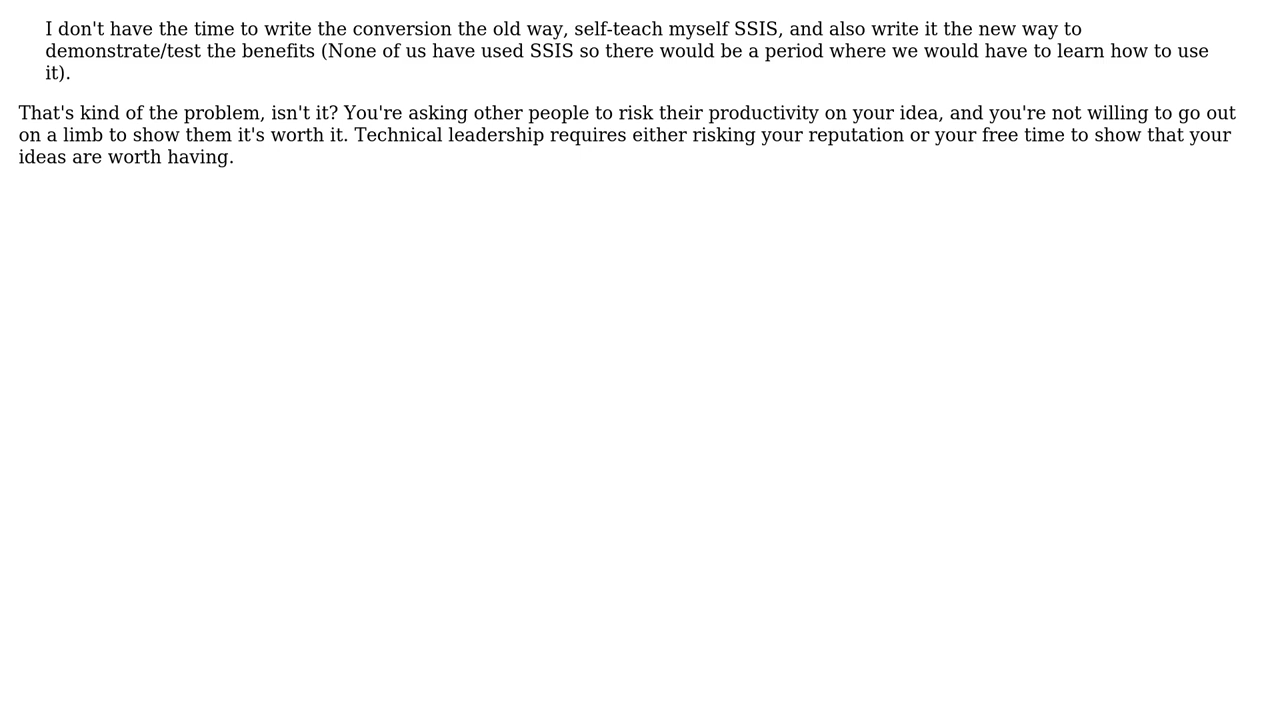 I don't have the time to write the conversion the old way, self-teach myself SSIS, and also write it the new way to
demonstrate/test the benefits (None of us have used SSIS so there would be a period where we would have to learn how to use
it).
That's kind of the problem, isn't it? You're asking other people to risk their productivity on your idea, and you're not willing to go out
on a limb to show them it's worth it. Technical leadership requires either risking your reputation or your free time to show that your
ideas are worth having.